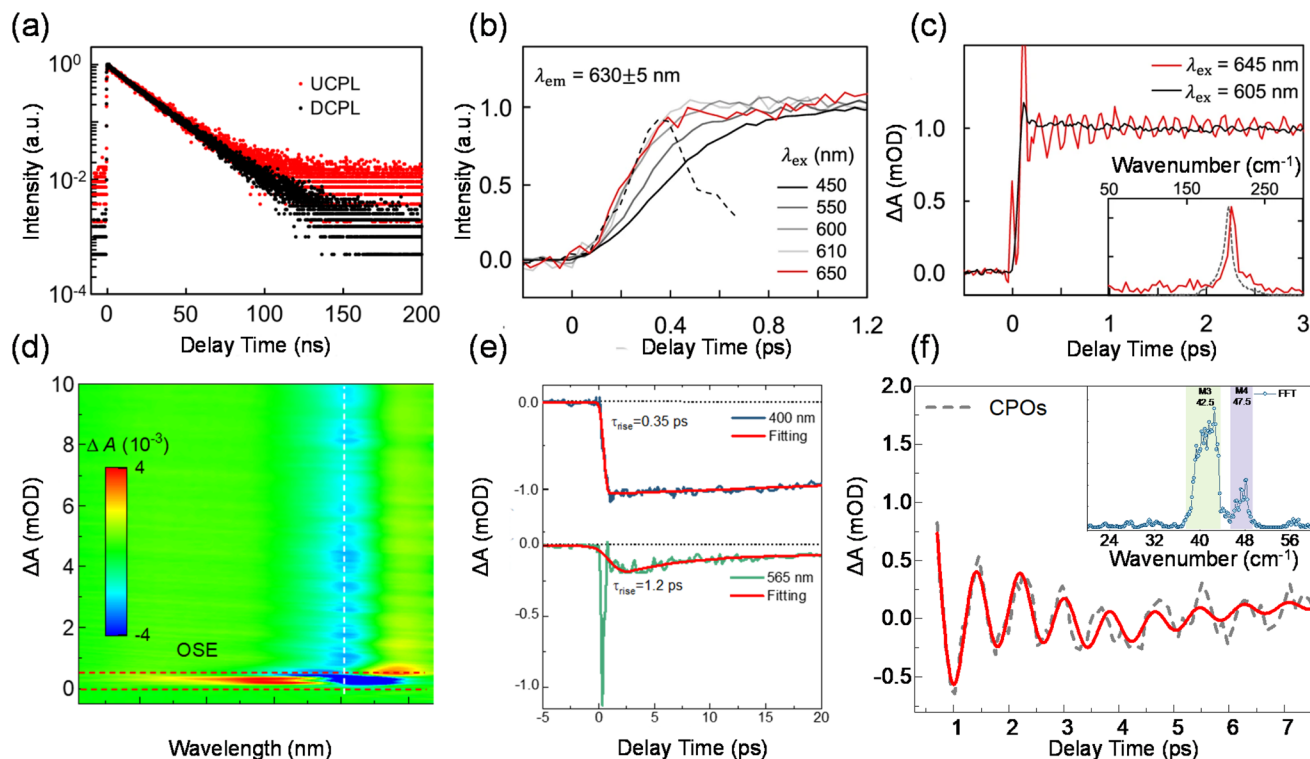 (a)
10⁰
10⁻²
10⁻⁴
Intensity (a.u.)
UCPL
DCPL
0 50 100 150 200
Delay Time (ns)
(b)
λem = 630±5 nm
1.0
0.5
0.0
Intensity (a.u.)
λex (nm)
450
550
600
610
650
0 0.4 0.8 1.2
Delay Time (ps)
(c)
λex = 645 nm
λex = 605 nm
1.0
0.0
ΔA (mOD)
Wavenumber (cm⁻¹)
50 150 250
0 1 2 3
Delay Time (ps)
(d)
10
8
6
4
2
0
ΔA (mOD)
Δ A (10⁻³)
4
-4
OSE
Wavelength (nm)
(e)
0.0
-1.0
τrise=0.35 ps
400 nm
Fitting
0.0
-0.5
-1.0
τrise=1.2 ps
565 nm
Fitting
ΔA (mOD)
-5 0 5 10 15 20
Delay Time (ps)
(f)
2.0
1.5
1.0
0.5
0.0
-0.5
ΔA (mOD)
CPOs
M3
42.5
M4
47.5
FFT
24 32 40 48 56
Wavenumber (cm⁻¹)
1 2 3 4 5 6 7
Delay Time (ps)